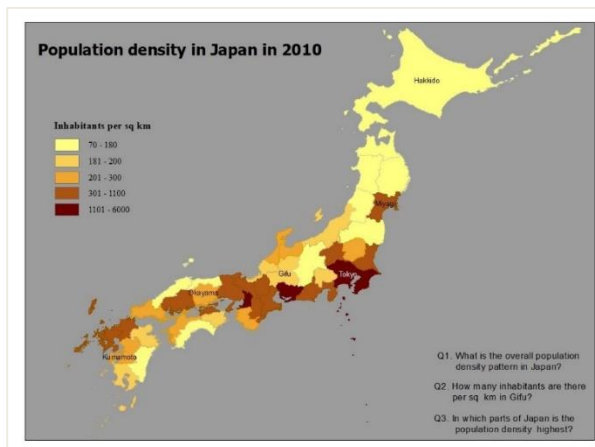 Population density in Japan in 2010
Hakkido
Inhabitants per sq km
70 - 180
181 - 200
201 - 300
301 - 1100
1101 - 6000
Miyagi
Gifu
Tokyo
Okayama
Kumamoto
Q1. What is the overall population
density pattern in Japan?
Q2. How many inhabitants are there
per sq km in Gifu?
Q3. In which parts of Japan is the
population density highest?